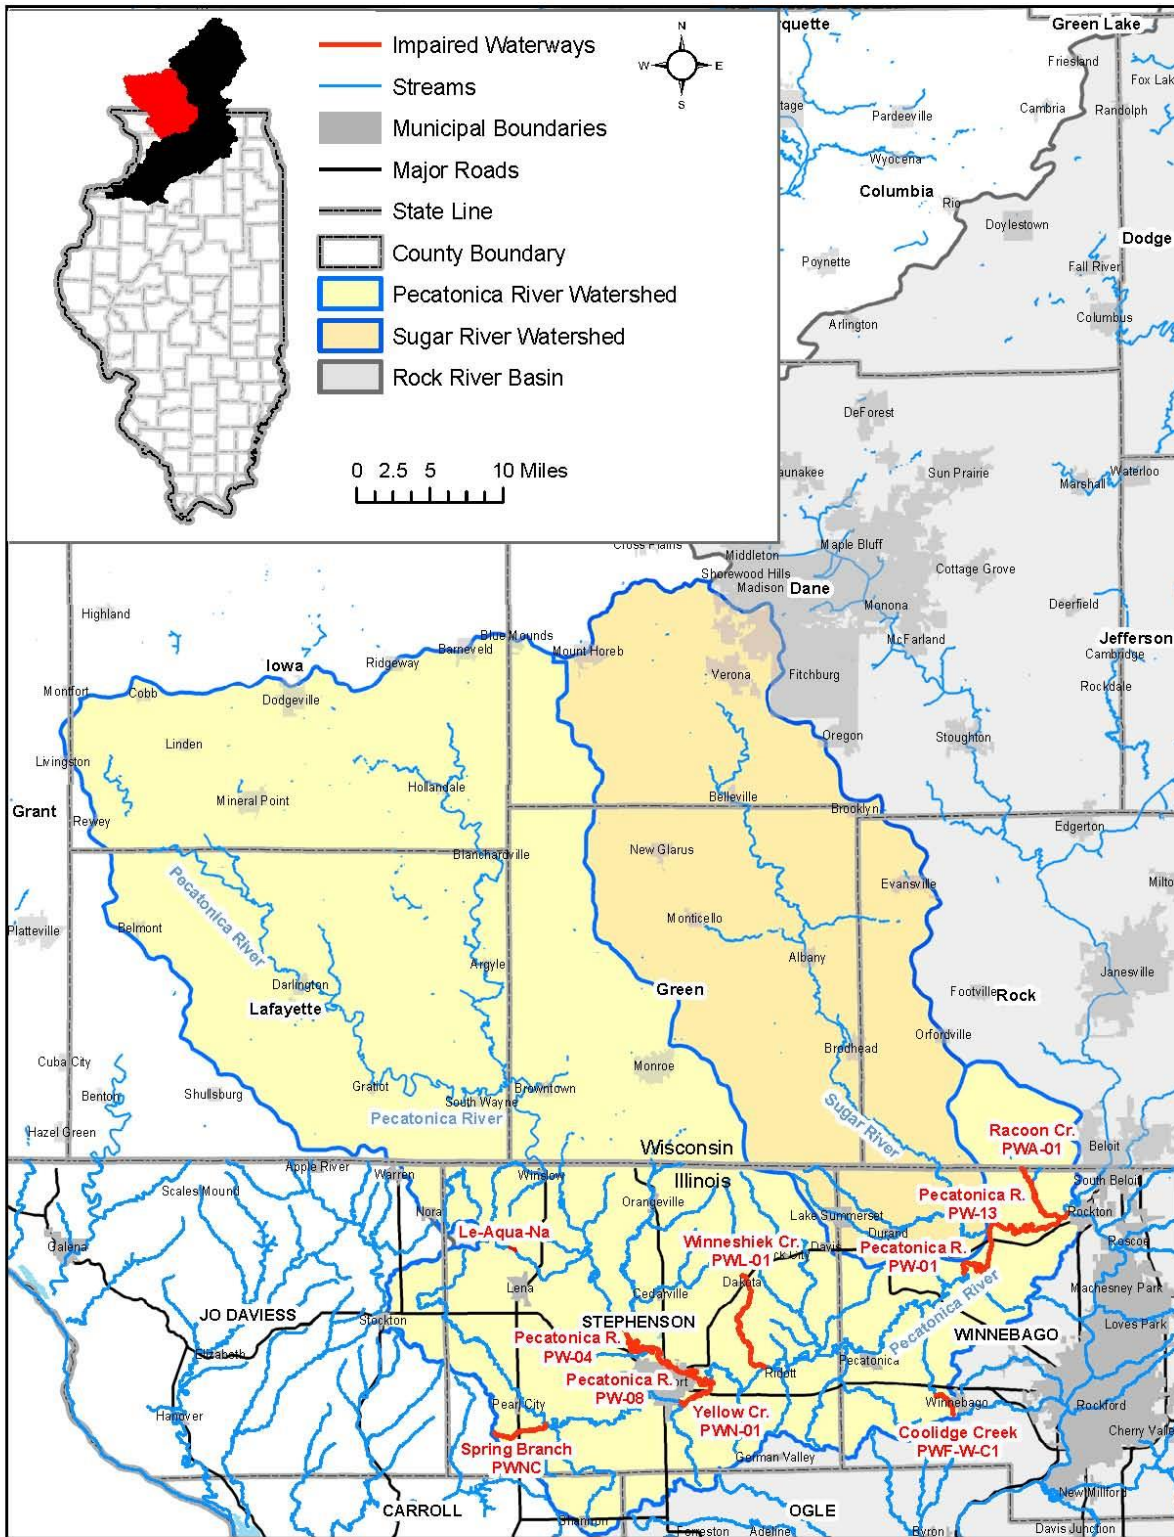 Impaired Waterways
Streams
Municipal Boundaries
Major Roads
State Line
County Boundary
Pecatonica River Watershed
Sugar River Watershed
Rock River Basin
0 2.5 5 10 Miles
N
W E
S
rquette
Green Lake
Friesland
Fox Lak
tage
Pardeeville
Cambria
Randolph
Wyocena
Columbia
Rio
Doylestown
Dodge
Poynette
Fall River
Columbus
Arlington
DeForest
aunakee
Sun Prairie
Waterloo
Marshall
Cross Plains
Middleton
Maple Bluff
Shorewood Hills
Madison
Dane
Cottage Grove
Monona
Deerfield
McFarland
Jefferson
Cambridge
Rockdale
Highland
Blue Mounds
Barneveld
Mount Horeb
Iowa
Ridgeway
Verona
Fitchburg
Montfort
Cobb
Dodgeville
Oregon
Stoughton
Linden
Livingston
Hollandale
Mineral Point
Belleville
Grant
Rewey
Brooklyn
Edgerton
Blanchardville
New Glarus
Pecatonica River
Evansville
Milto
Platteville
Belmont
Monticello
Albany
Argyle
Janesville
Darlington
Lafayette
Green
Footville
Rock
Orfordville
Cuba City
Monroe
Brodhead
Benton
Shullsburg
Gratiot
Browntown
South Wayne
Pecatonica River
Sugar River
Hazel Green
Racoon Cr.
PWA-01
Beloit
Wisconsin
Apple River
Warren
Winslow
Illinois
South Beloit
Scales Mound
Orangeville
Pecatonica R.
PW-13
Nora
Lake Summerset
Rockton
Durand
Le-Aqua-Na
Winneshiek Cr.
PWL-01
Davis
Pecatonica R.
PW-01
Roscoe
Galena
Dakota
Lena
Cedarville
Pecatonica River
Machesney Park
JO DAVIESS
Stockton
STEPHENSON
WINNEBAGO
Loves Park
Elizabeth
Pecatonica R.
PW-04
Pecatonica
Ridott
Pecatonica R.
PW-08
ort
Hanover
Pearl City
Winnebago
Rockford
Yellow Cr.
PWN-01
Coolidge Creek
PWF-W-C1
Cherry Valle
Spring Branch
PWNC
German Valley
New Millford
CARROLL
OGLE
Shannon
Forreston
Adeline
Byron
Davis Junction